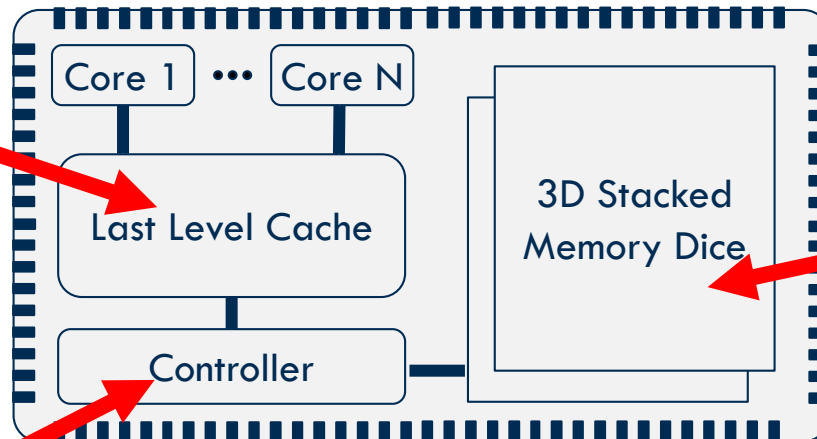 Core 1 ••• Core N
Last Level Cache
3D Stacked
Memory Dice
Controller